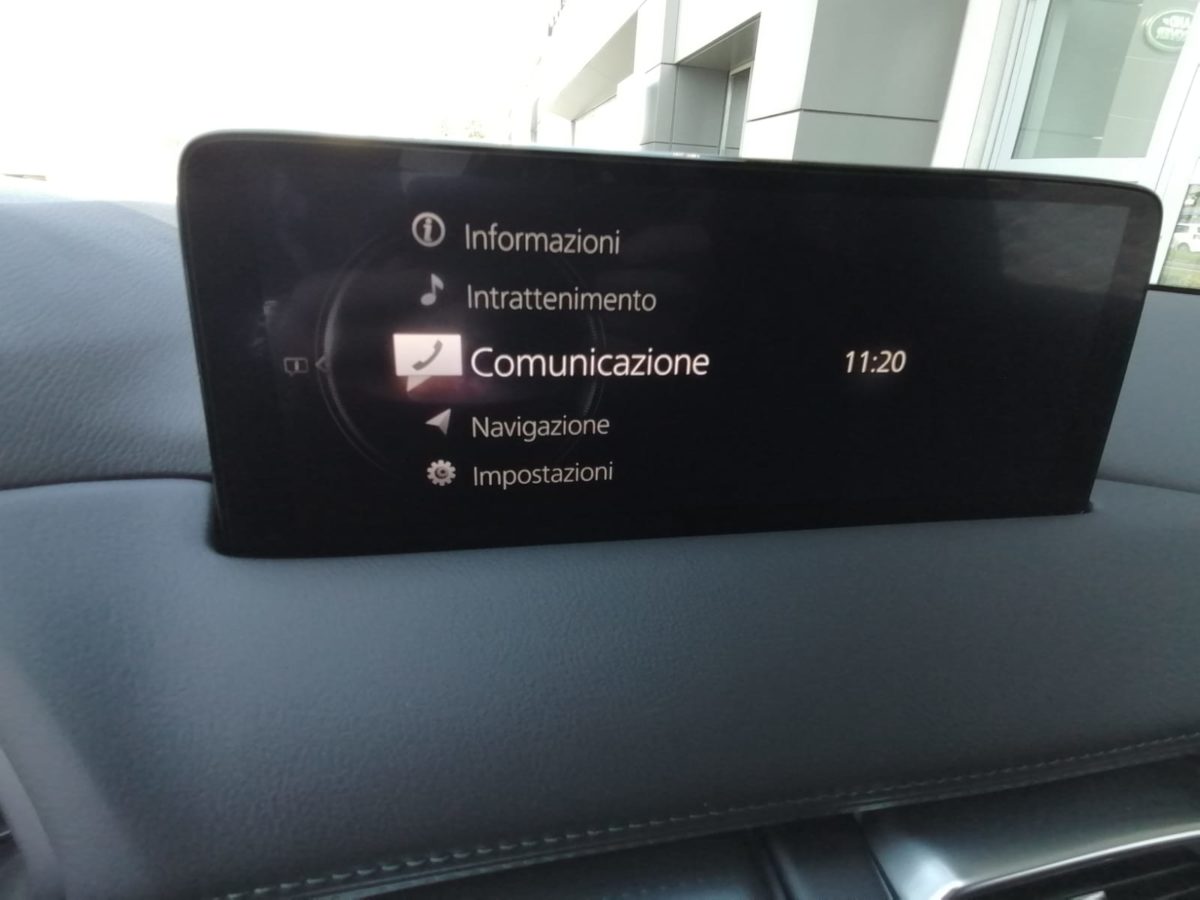 Informazioni
Intrattenimento
Comunicazione
11:20
Navigazione
Impostazioni